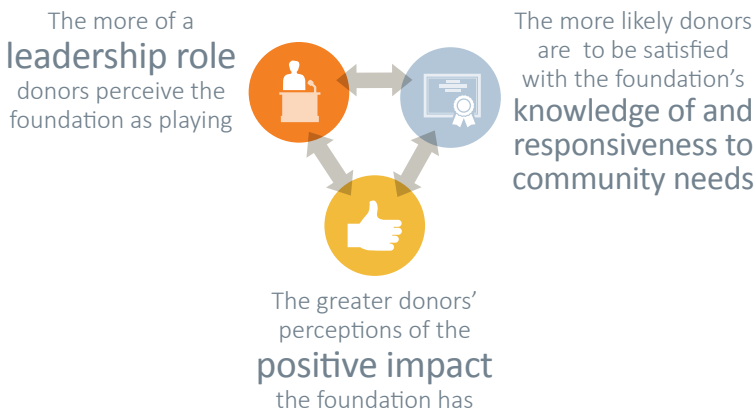 The more of a
leadership role
donors perceive the
foundation as playing
The more likely donors
are to be satisfied
with the foundation’s
knowledge of and
responsiveness to
community needs
The greater donors’
perceptions of the
positive impact
the foundation has